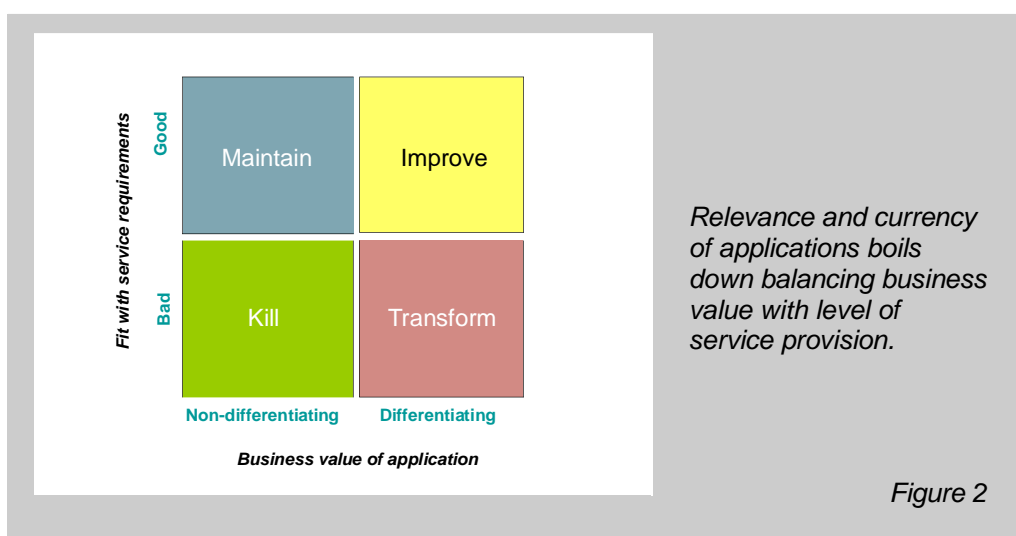 Fit with service requirements
Good
Bad
Maintain
Improve
Kill
Transform
Non-differentiating
Differentiating
Business value of application
Relevance and currency
of applications boils
down balancing business
value with level of
service provision.
Figure 2